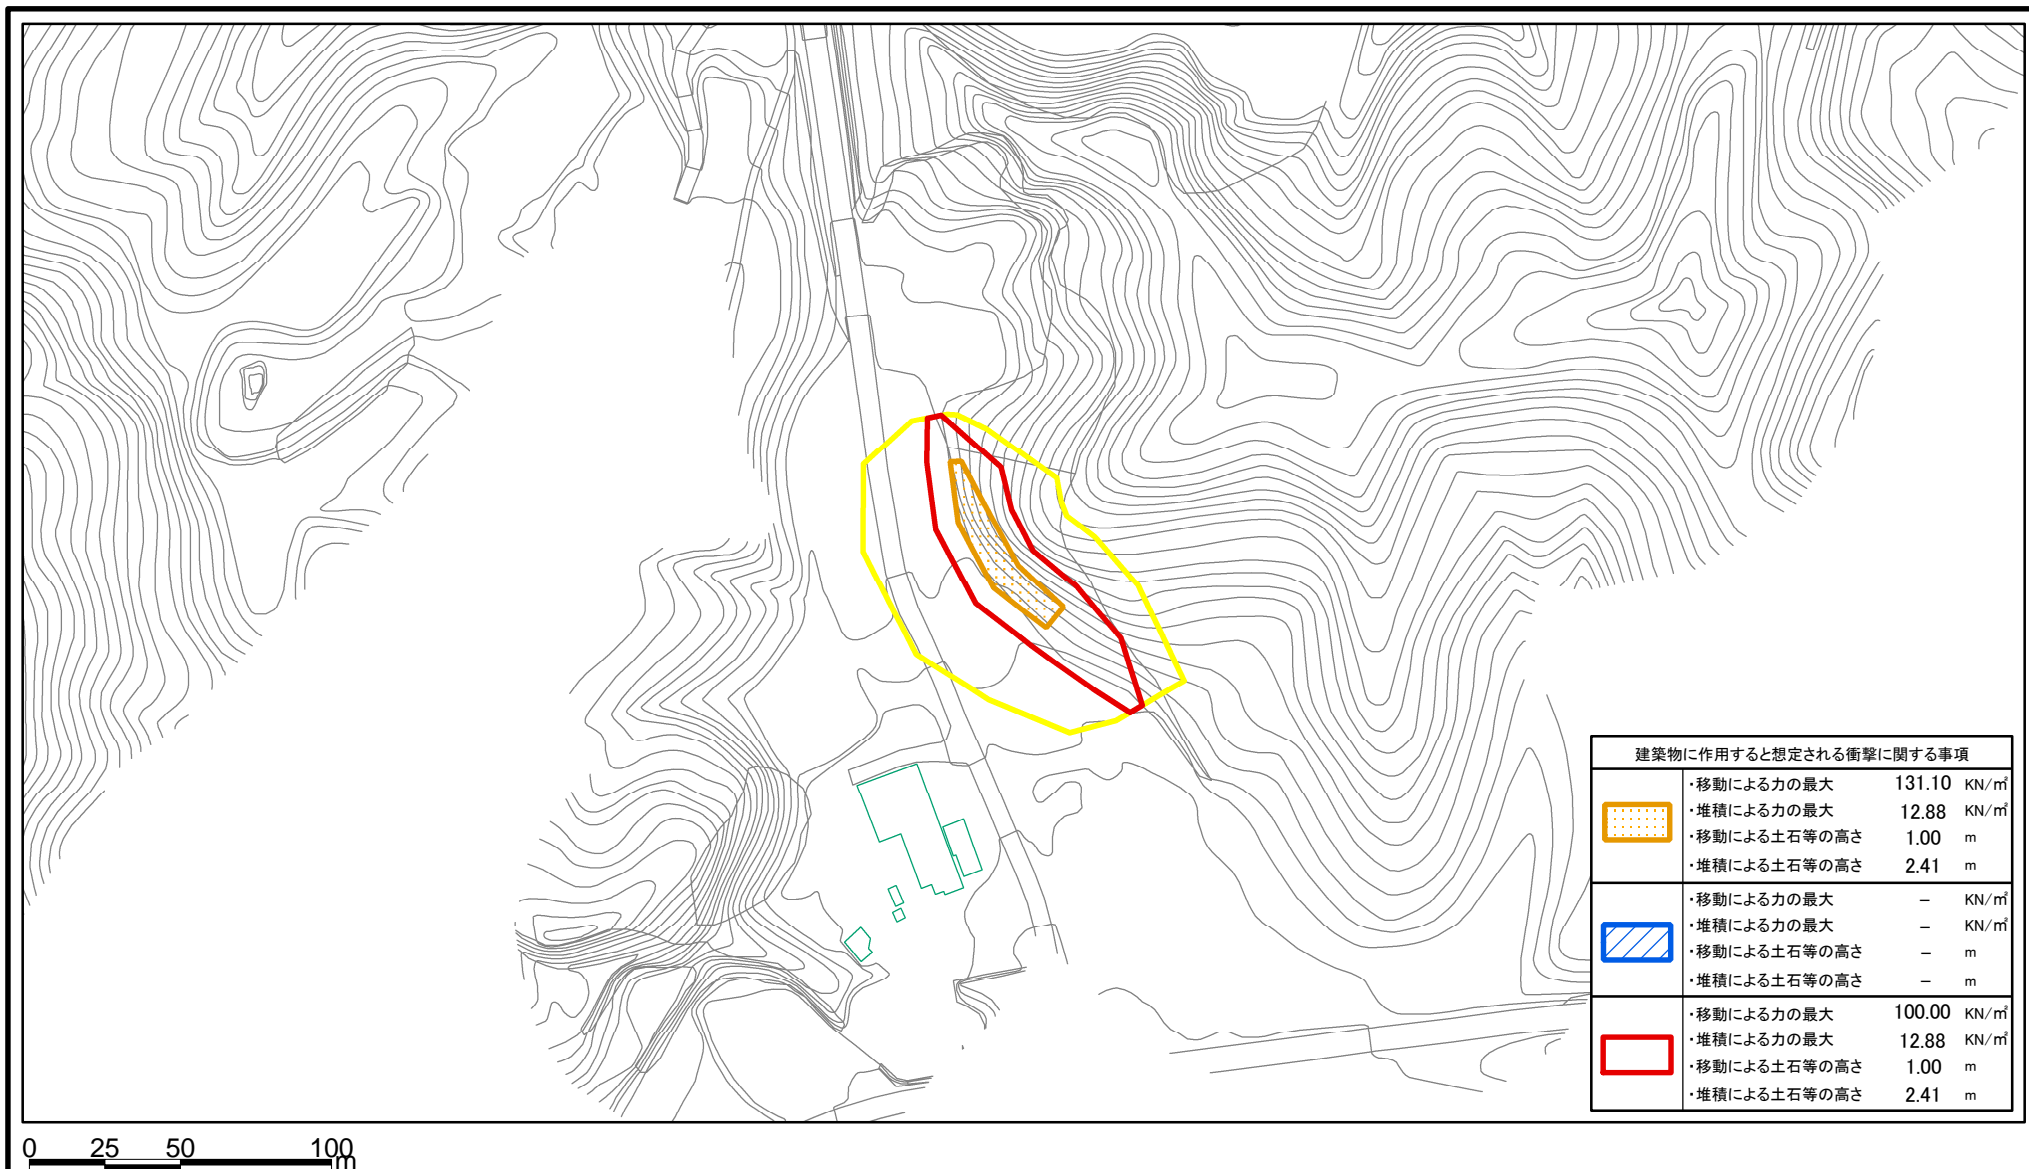 建築物に作用すると想定される衝撃に関する事項
・移動による力の最大 131.10 KN/㎡
・堆積による力の最大 12.88 KN/㎡
・移動による土石等の高さ 1.00 m
・堆積による土石等の高さ 2.41 m
・移動による力の最大 － KN/㎡
・堆積による力の最大 － KN/㎡
・移動による土石等の高さ － m
・堆積による土石等の高さ － m
・移動による力の最大 100.00 KN/㎡
・堆積による力の最大 12.88 KN/㎡
・移動による土石等の高さ 1.00 m
・堆積による土石等の高さ 2.41 m
0 25 50 100
m